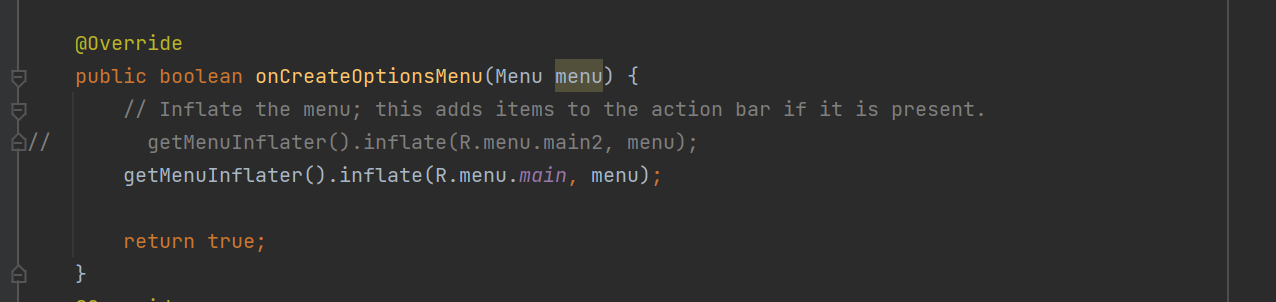 @Override
public boolean onCreateOptionsMenu(Menu menu) {
// Inflate the menu; this adds items to the action bar if it is present.
// getMenuInflater().inflate(R.menu.main2, menu);
getMenuInflater().inflate(R.menu.main, menu);
return true;
}